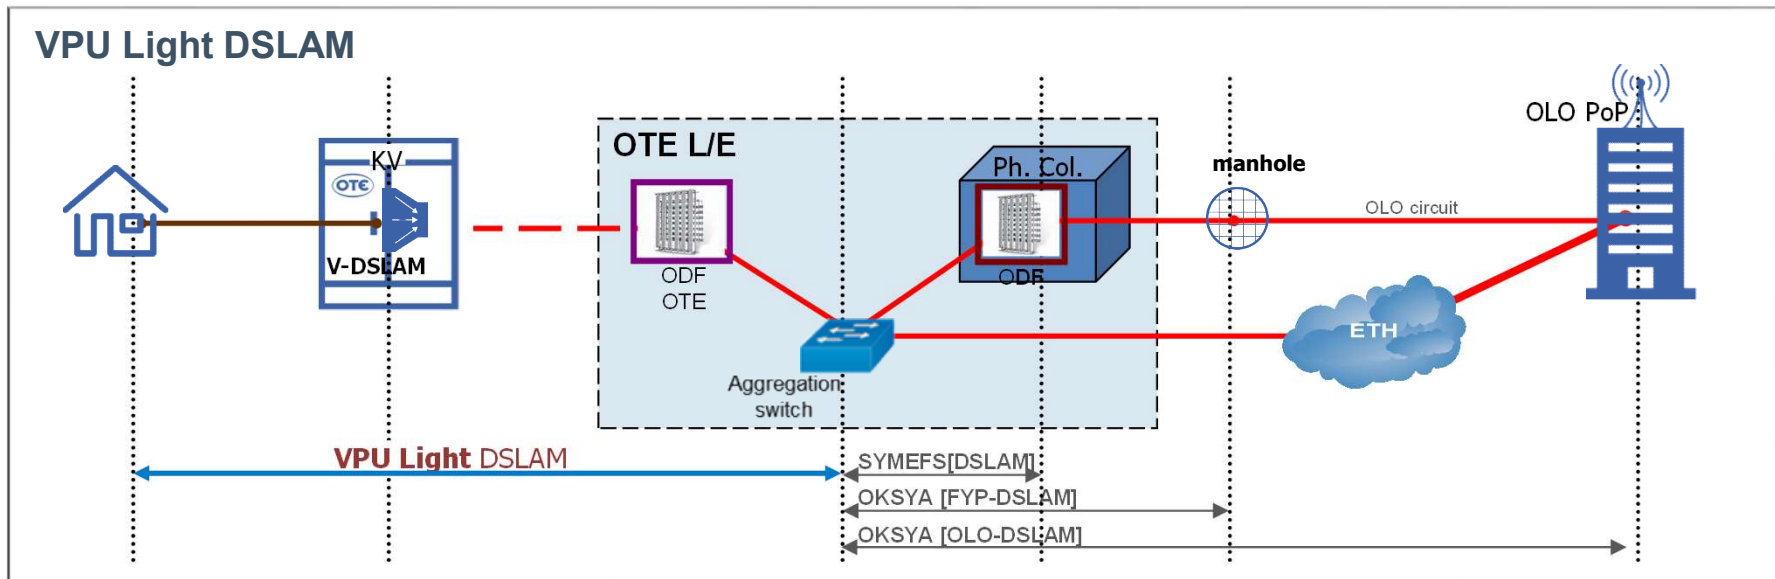 VPU Light DSLAM
OLO PoP
OTE L/E
KV
OTE
Ph. Col.
manhole
OLO circuit
V-DSLAM
ODF
OTE
ODF
ETH
Aggregation
switch
VPU Light DSLAM
SYMEFS[DSLAM]
OKSYA [FYP-DSLAM]
OKSYA [OLO-DSLAM]